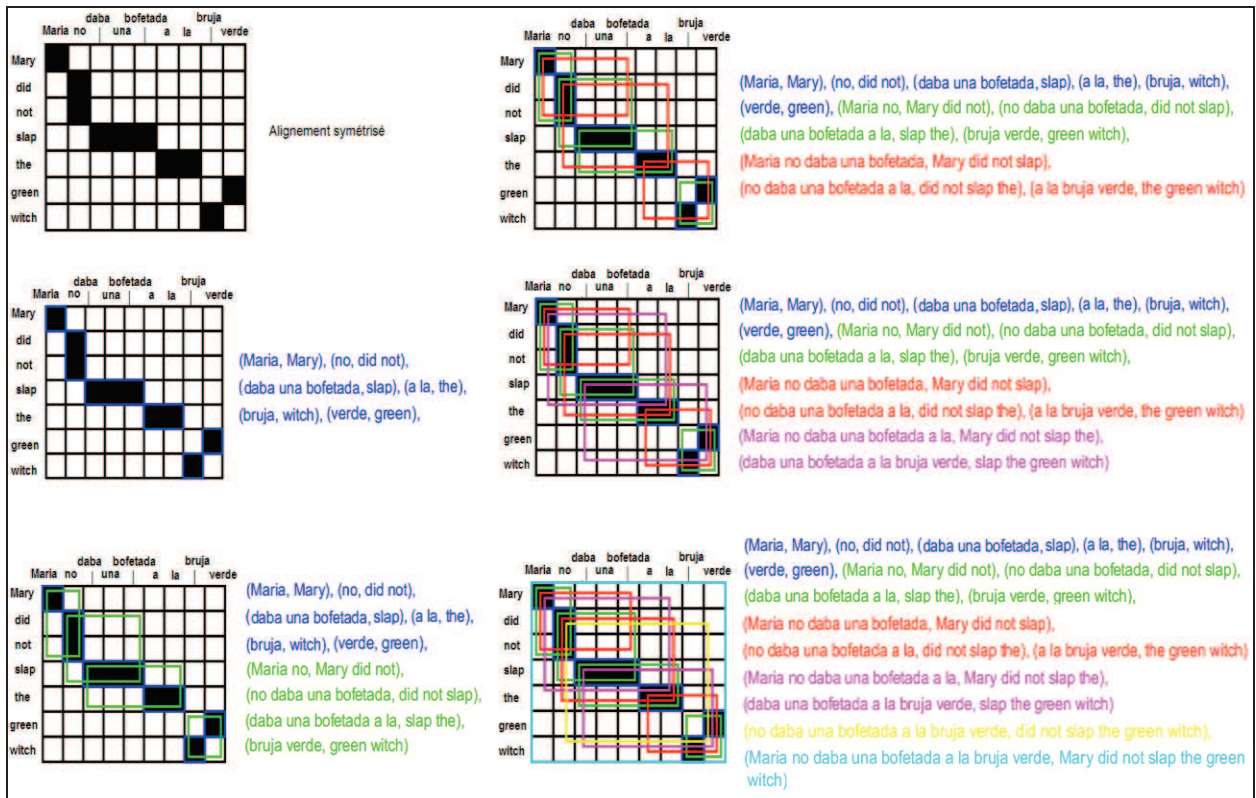 daba bofetada bruja
Maria no una a la verde
Mary
did
not
slap
the
green
witch
Alignement symétrisé
daba bofetada bruja
Maria no una a la verde
Mary
did
not
slap
the
green
witch
(Maria, Mary), (no, did not),
(daba una bofetada, slap), (a la, the),
(bruja, witch), (verde, green),
daba bofetada bruja
Maria no una a la verde
Mary
did
not
slap
the
green
witch
(Maria, Mary), (no, did not),
(daba una bofetada, slap), (a la, the),
(bruja, witch), (verde, green),
(Maria no, Mary did not),
(no daba una bofetada, did not slap),
(daba una bofetada a la, slap the),
(bruja verde, green witch)
daba bofetada bruja
Maria no una a la verde
Mary
did
not
slap
the
green
witch
(Maria, Mary), (no, did not), (daba una bofetada, slap), (a la, the), (bruja, witch),
(verde, green), (Maria no, Mary did not), (no daba una bofetada, did not slap),
(daba una bofetada a la, slap the), (bruja verde, green witch),
(Maria no daba una bofetada, Mary did not slap),
(no daba una bofetada a la, did not slap the), (a la bruja verde, the green witch)
daba bofetada bruja
Maria no una a la verde
Mary
did
not
slap
the
green
witch
(Maria, Mary), (no, did not), (daba una bofetada, slap), (a la, the), (bruja, witch),
(verde, green), (Maria no, Mary did not), (no daba una bofetada, did not slap),
(daba una bofetada a la, slap the), (bruja verde, green witch),
(Maria no daba una bofetada, Mary did not slap),
(no daba una bofetada a la, did not slap the), (a la bruja verde, the green witch)
(Maria no daba una bofetada a la, Mary did not slap the),
(daba una bofetada a la bruja verde, slap the green witch)
daba bofetada bruja
Maria no una a la verde
Mary
did
not
slap
the
green
witch
(Maria, Mary), (no, did not), (daba una bofetada, slap), (a la, the), (bruja, witch),
(verde, green), (Maria no, Mary did not), (no daba una bofetada, did not slap),
(daba una bofetada a la, slap the), (bruja verde, green witch),
(Maria no daba una bofetada, Mary did not slap),
(no daba una bofetada a la, did not slap the), (a la bruja verde, the green witch)
(Maria no daba una bofetada a la, Mary did not slap the),
(daba una bofetada a la bruja verde, slap the green witch)
(no daba una bofetada a la bruja verde, did not slap the green witch),
(Maria no daba una bofetada a la bruja verde, Mary did not slap the green
witch)